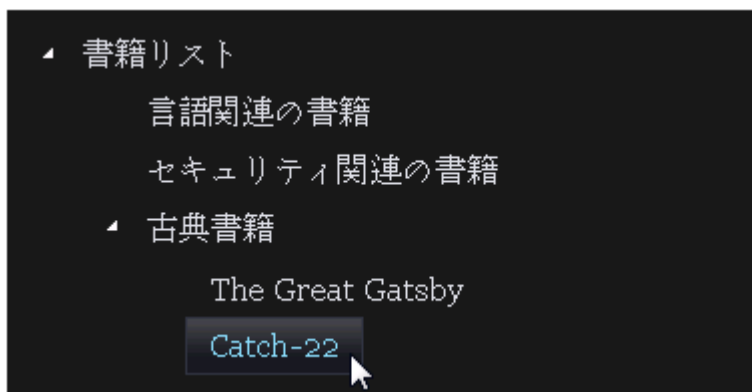 書籍リスト
言語関連の書籍
セキュリティ関連の書籍
古典書籍
The Great Gatsby
Catch-22